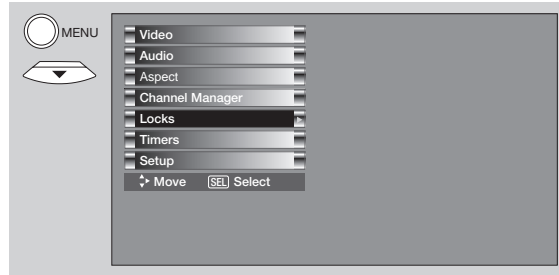 MENU
Video
Audio
Aspect
Channel Manager
Locks
Timers
Setup
Move SEL Select